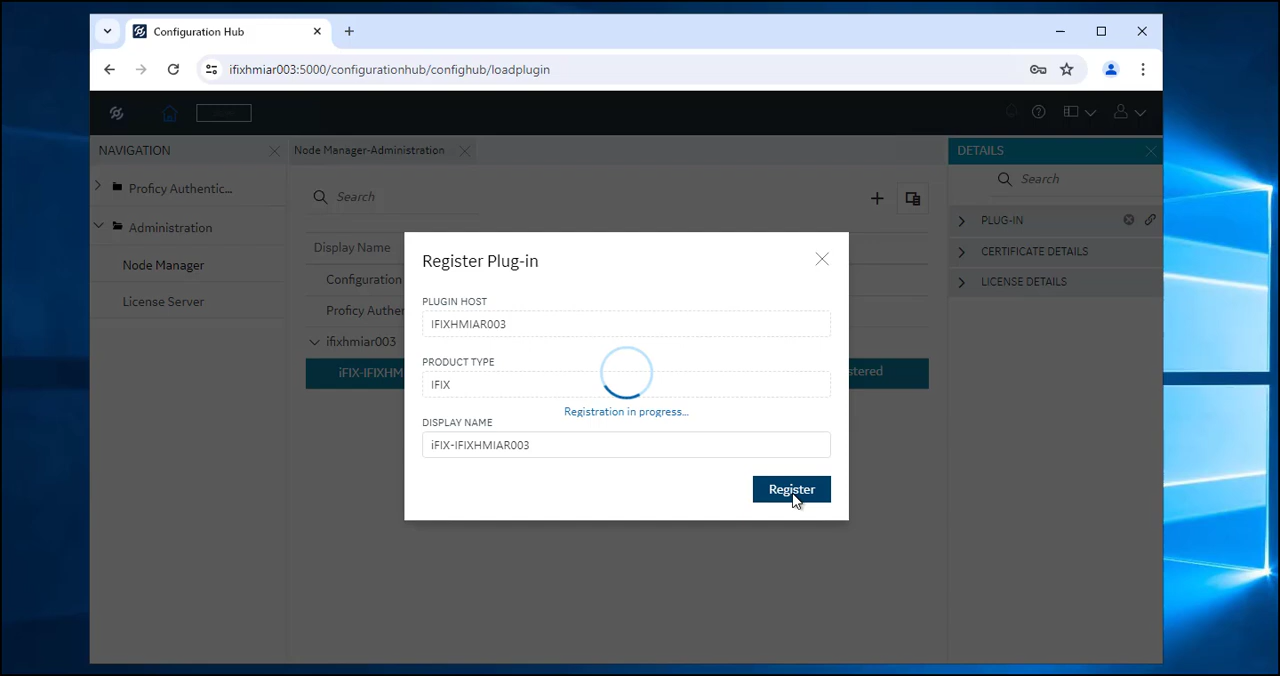 Configuration Hub
ifixhmiar003:5000/configurationhub/confighub/loadplugin
NAVIGATION
Node Manager-Administration
DETAILS
Proficy Authentic...
Search
Search
Administration
PLUG-IN
Display Name
CERTIFICATE DETAILS
Node Manager
Configuration
LICENSE DETAILS
License Server
Proficy Authe
ifixhmiar003
iFIX-IFIXHM
stered
Register Plug-in
PLUGIN HOST
IFIXHMIAR003
PRODUCT TYPE
IFIX
Registration in progress...
DISPLAY NAME
iFIX-IFIXHMIAR003
Register